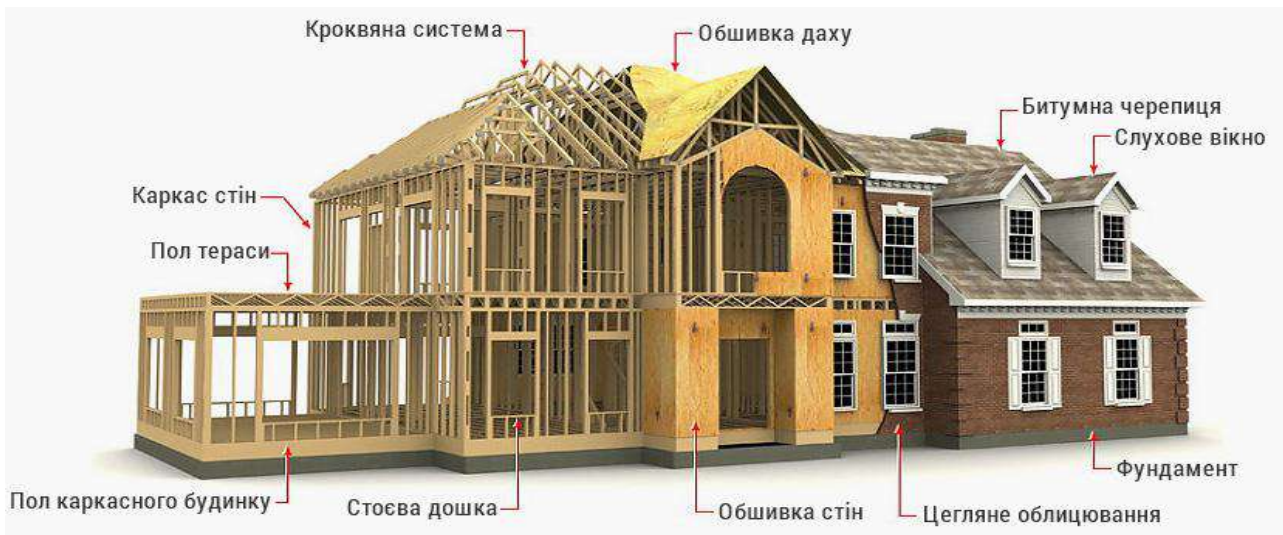 Кроквяна система
Обшивка даху
Битумна черепиця
Слухове вікно
Каркас стін
Пол тераси
Пол каркасного будинку
Стоєва дошка
Обшивка стін
Цегляне облицювання
Фундамент